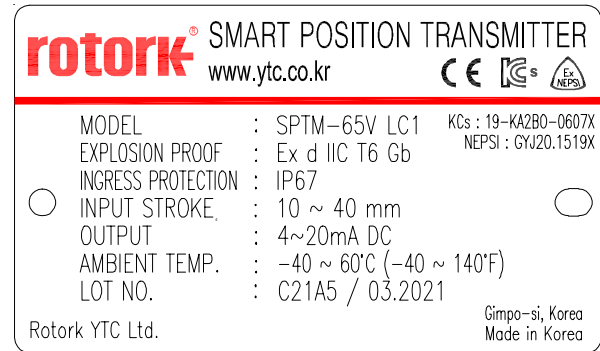 rotork® SMART POSITION TRANSMITTER
www.ytc.co.kr
CE KCs Ex NEPSI
KCs : 19-KA2BO-0607X
NEPSI : GYJ20.1519X
MODEL : SPTM-65V LC1
EXPLOSION PROOF : Ex d IIC T6 Gb
INGRESS PROTECTION : IP67
INPUT STROKE : 10 ~ 40 mm
OUTPUT : 4~20mA DC
AMBIENT TEMP. : -40 ~ 60°C (-40 ~ 140°F)
LOT NO. : C21A5 / 03.2021
Rotork YTC Ltd.
Gimpo-si, Korea
Made in Korea